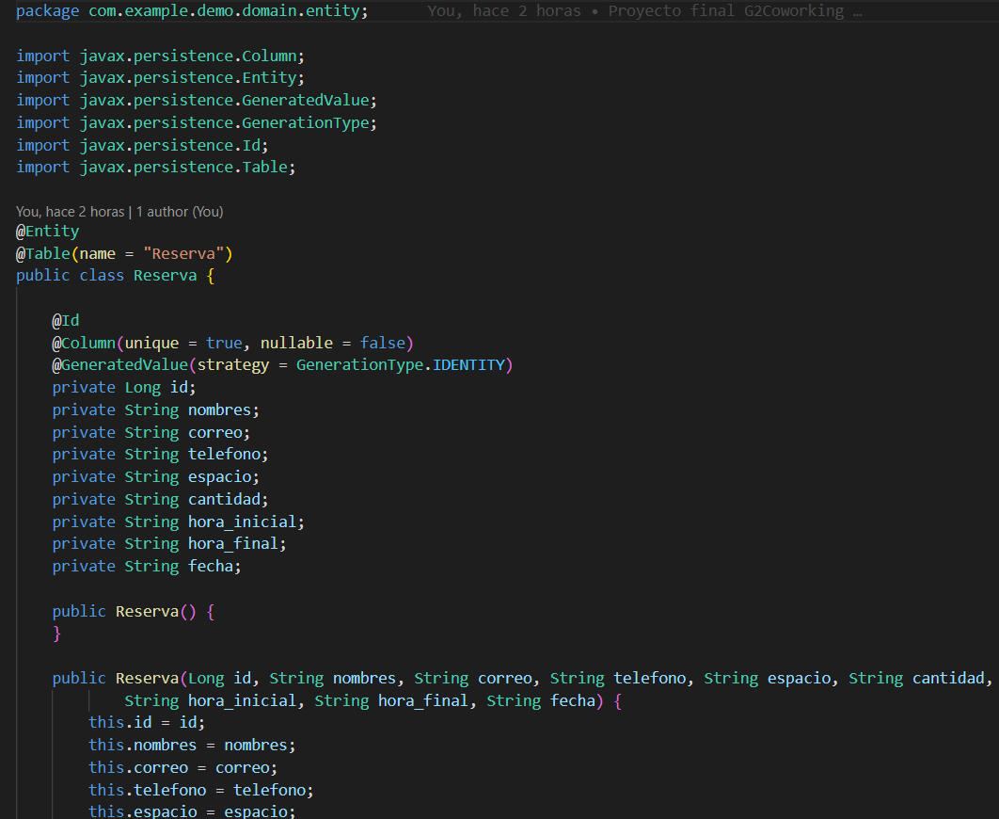 package com.example.demo.domain.entity; You, hace 2 horas • Proyecto final G2Coworking …
import javax.persistence.Column;
import javax.persistence.Entity;
import javax.persistence.GeneratedValue;
import javax.persistence.GenerationType;
import javax.persistence.Id;
import javax.persistence.Table;
You, hace 2 horas | 1 author (You)
@Entity
@Table(name = "Reserva")
public class Reserva {
@Id
@Column(unique = true, nullable = false)
@GeneratedValue(strategy = GenerationType.IDENTITY)
private Long id;
private String nombres;
private String correo;
private String telefono;
private String espacio;
private String cantidad;
private String hora_inicial;
private String hora_final;
private String fecha;
public Reserva() {
}
public Reserva(Long id, String nombres, String correo, String telefono, String espacio, String cantidad,
String hora_inicial, String hora_final, String fecha) {
this.id = id;
this.nombres = nombres;
this.correo = correo;
this.telefono = telefono;
this.espacio = espacio;